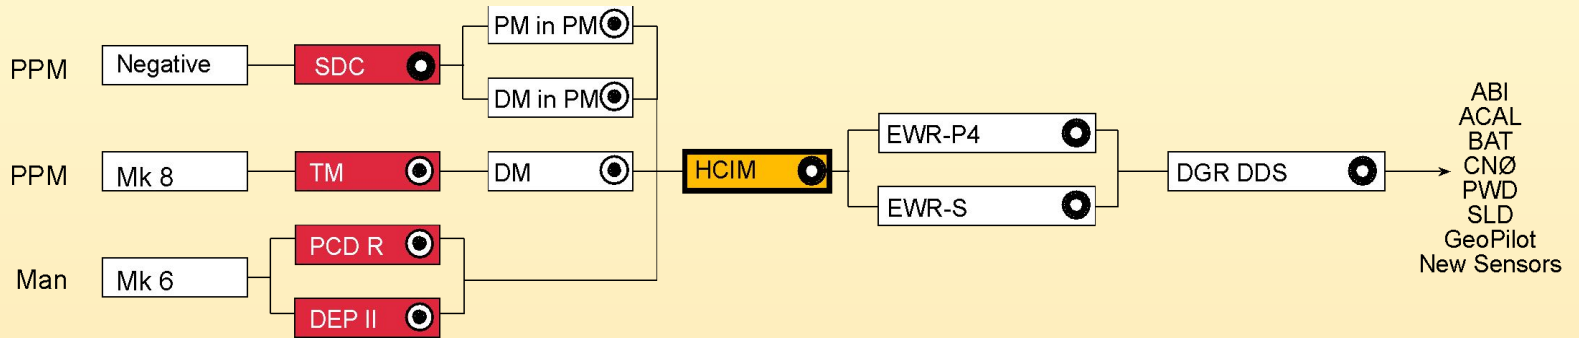 PPM
Negative
SDC
PM in PM
DM in PM
PPM
Mk 8
TM
DM
Man
Mk 6
PCD R
DEP II
HCIM
EWR-P4
EWR-S
DGR DDS
ABI
ACAL
BAT
CNØ
PWD
SLD
GeoPilot
New Sensors